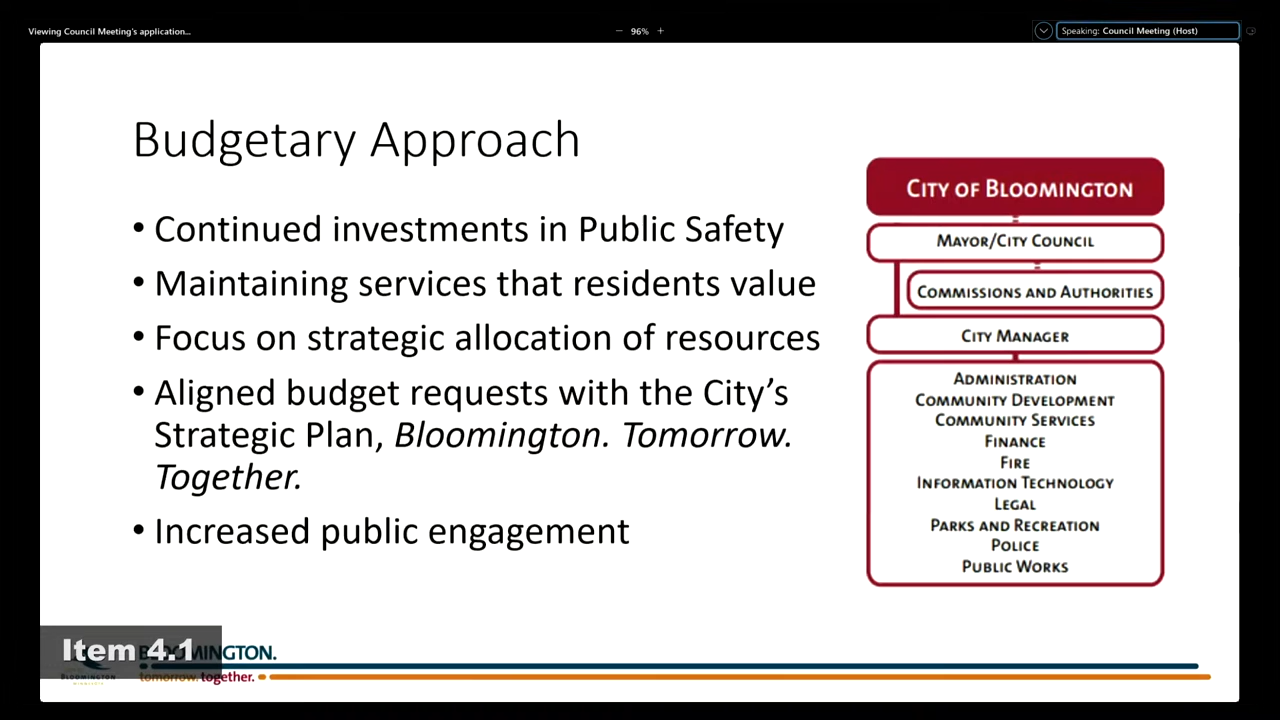 Viewing Council Meeting's application...
− 96% +
Speaking: Council Meeting (Host)
Budgetary Approach
• Continued investments in Public Safety
• Maintaining services that residents value
• Focus on strategic allocation of resources
• Aligned budget requests with the City's
Strategic Plan, Bloomington. Tomorrow.
Together.
• Increased public engagement
CITY OF BLOOMINGTON
MAYOR/CITY COUNCIL
COMMISSIONS AND AUTHORITIES
CITY MANAGER
ADMINISTRATION
COMMUNITY DEVELOPMENT
COMMUNITY SERVICES
FINANCE
FIRE
INFORMATION TECHNOLOGY
LEGAL
PARKS AND RECREATION
POLICE
PUBLIC WORKS
Item 4.1
BLOOMINGTON.
tomorrow. together.
BLOOMINGTON